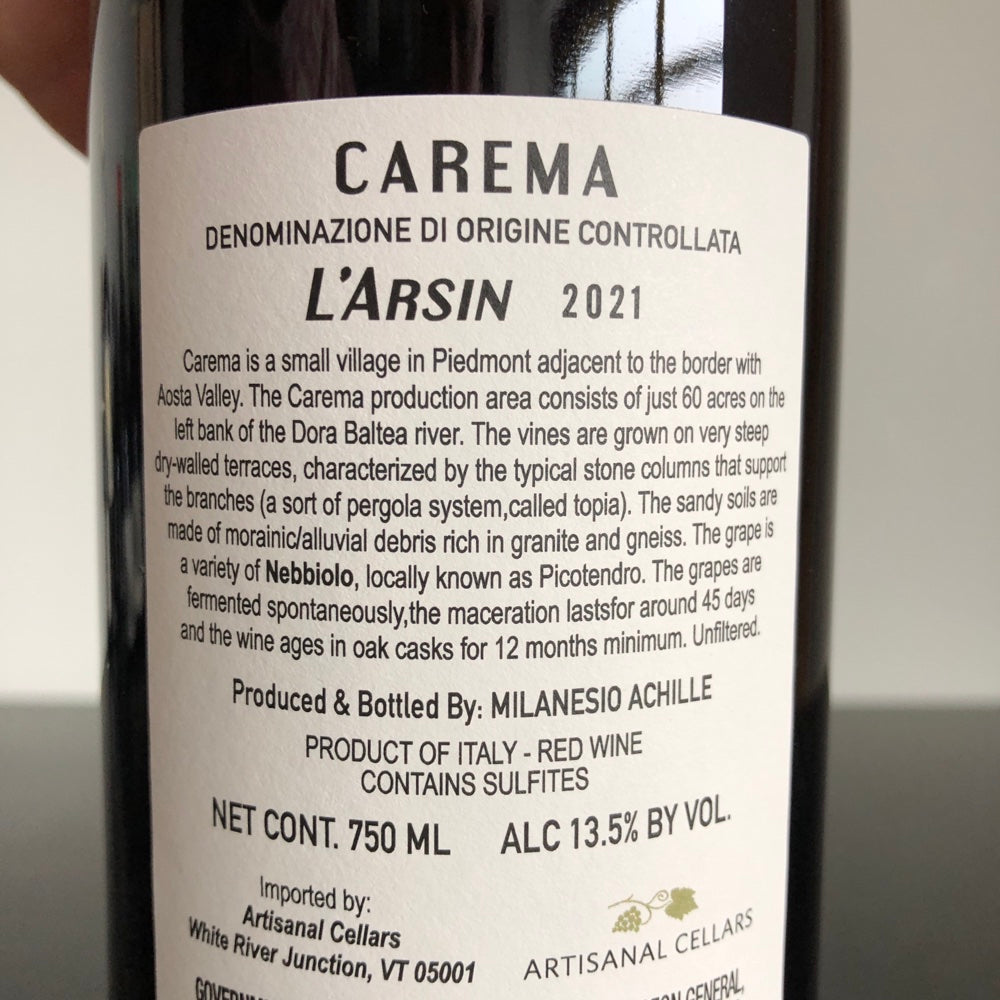 CAREMA
DENOMINAZIONE DI ORIGINE CONTROLLATA
L'ARSIN 2021
Carema is a small village in Piedmont adjacent to the border with
Aosta Valley. The Carema production area consists of just 60 acres on the
left bank of the Dora Baltea river. The vines are grown on very steep
dry-walled terraces, characterized by the typical stone columns that support
the branches (a sort of pergola system,called topia). The sandy soils are
made of morainic/alluvial debris rich in granite and gneiss. The grape is
a variety of Nebbiolo, locally known as Picotendro. The grapes are
fermented spontaneously,the maceration lastsfor around 45 days
and the wine ages in oak casks for 12 months minimum. Unfiltered.
Produced & Bottled By: MILANESIO ACHILLE
PRODUCT OF ITALY - RED WINE
CONTAINS SULFITES
NET CONT. 750 ML ALC 13.5% BY VOL.
Imported by:
Artisanal Cellars
White River Junction, VT 05001
ARTISANAL CELLARS
GENERAL,